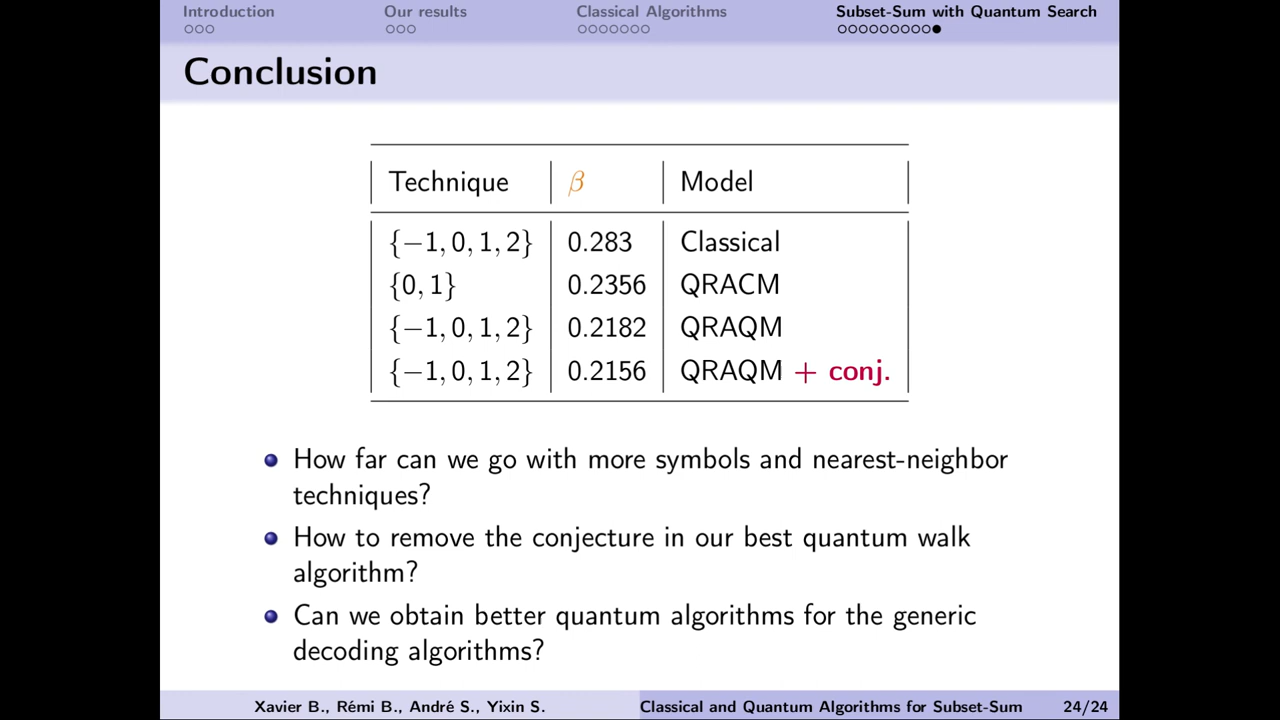 Introduction Our results Classical Algorithms Subset-Sum with Quantum Search
Conclusion
Technique β Model
{−1, 0, 1, 2} 0.283 Classical
{0, 1} 0.2356 QRACM
{−1, 0, 1, 2} 0.2182 QRAQM
{−1, 0, 1, 2} 0.2156 QRAQM + conj.
How far can we go with more symbols and nearest-neighbor
techniques?
How to remove the conjecture in our best quantum walk
algorithm?
Can we obtain better quantum algorithms for the generic
decoding algorithms?
Xavier B., Rémi B., André S., Yixin S. Classical and Quantum Algorithms for Subset-Sum 24/24